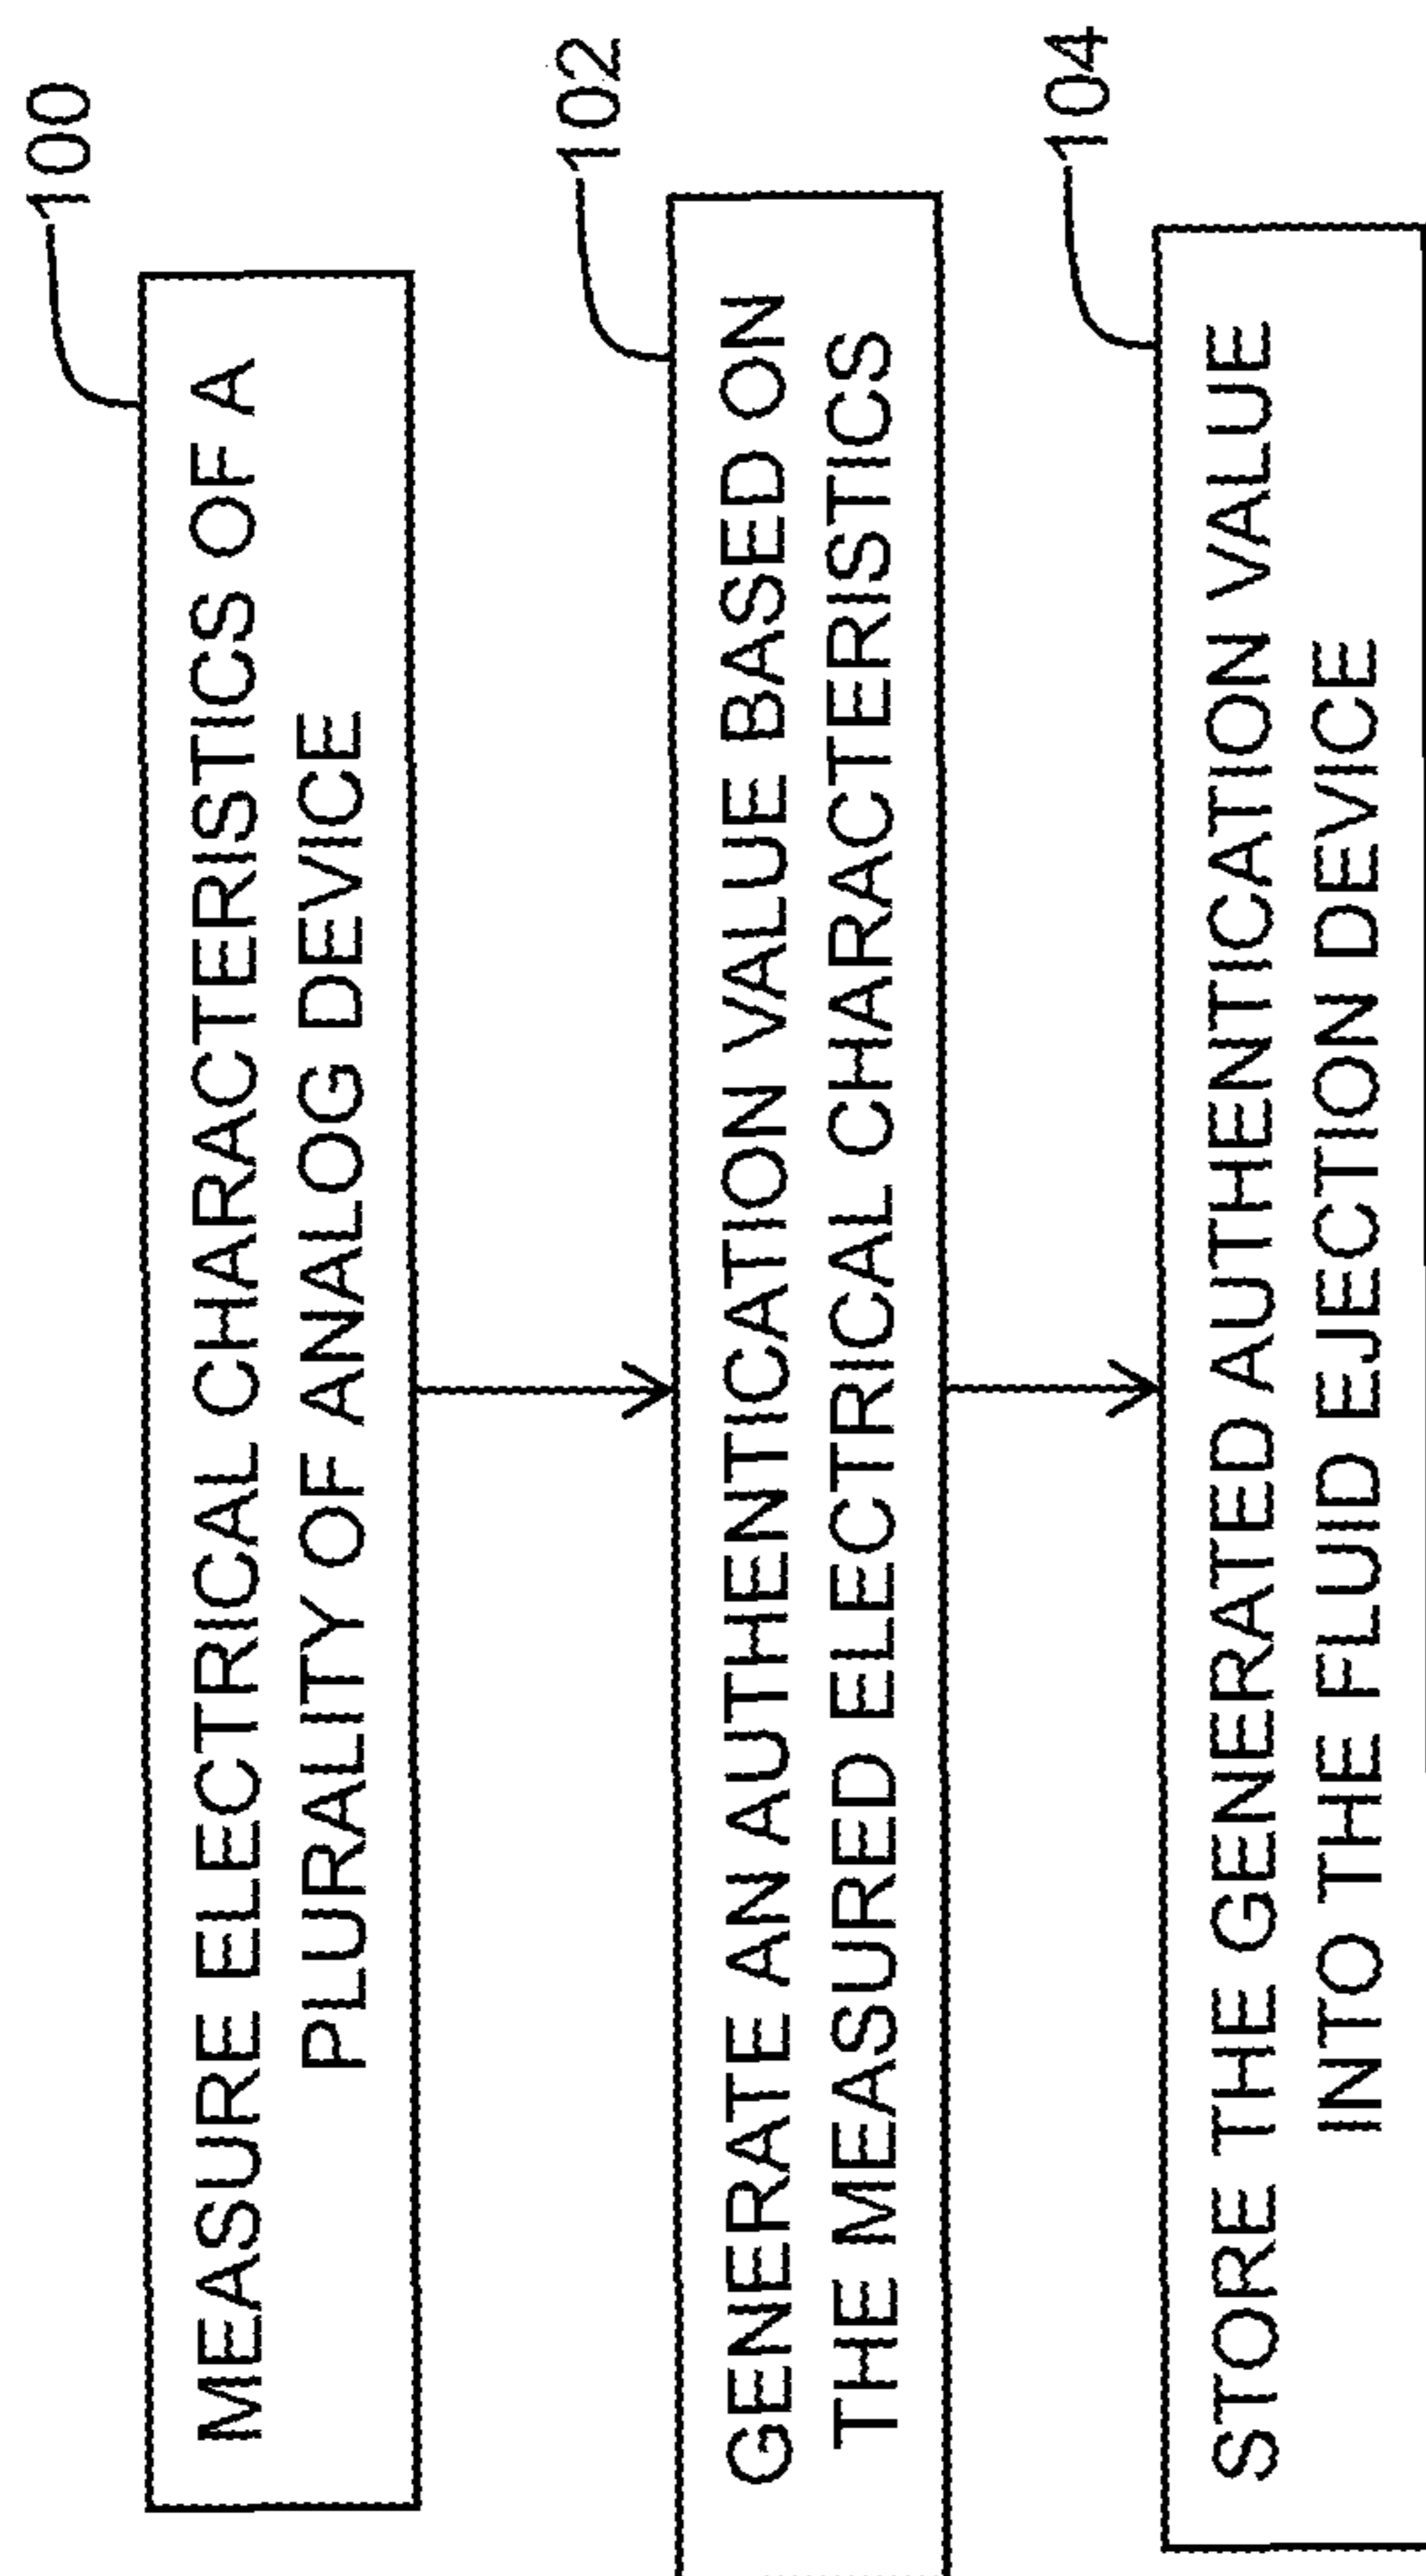 100
MEASURE ELECTRICAL CHARACTERISTICS OF A
PLURALITY OF ANALOG DEVICE
102
GENERATE AN AUTHENTICATION VALUE BASED ON
THE MEASURED ELECTRICAL CHARACTERISTICS
104
STORE THE GENERATED AUTHENTICATION VALUE
INTO THE FLUID EJECTION DEVICE